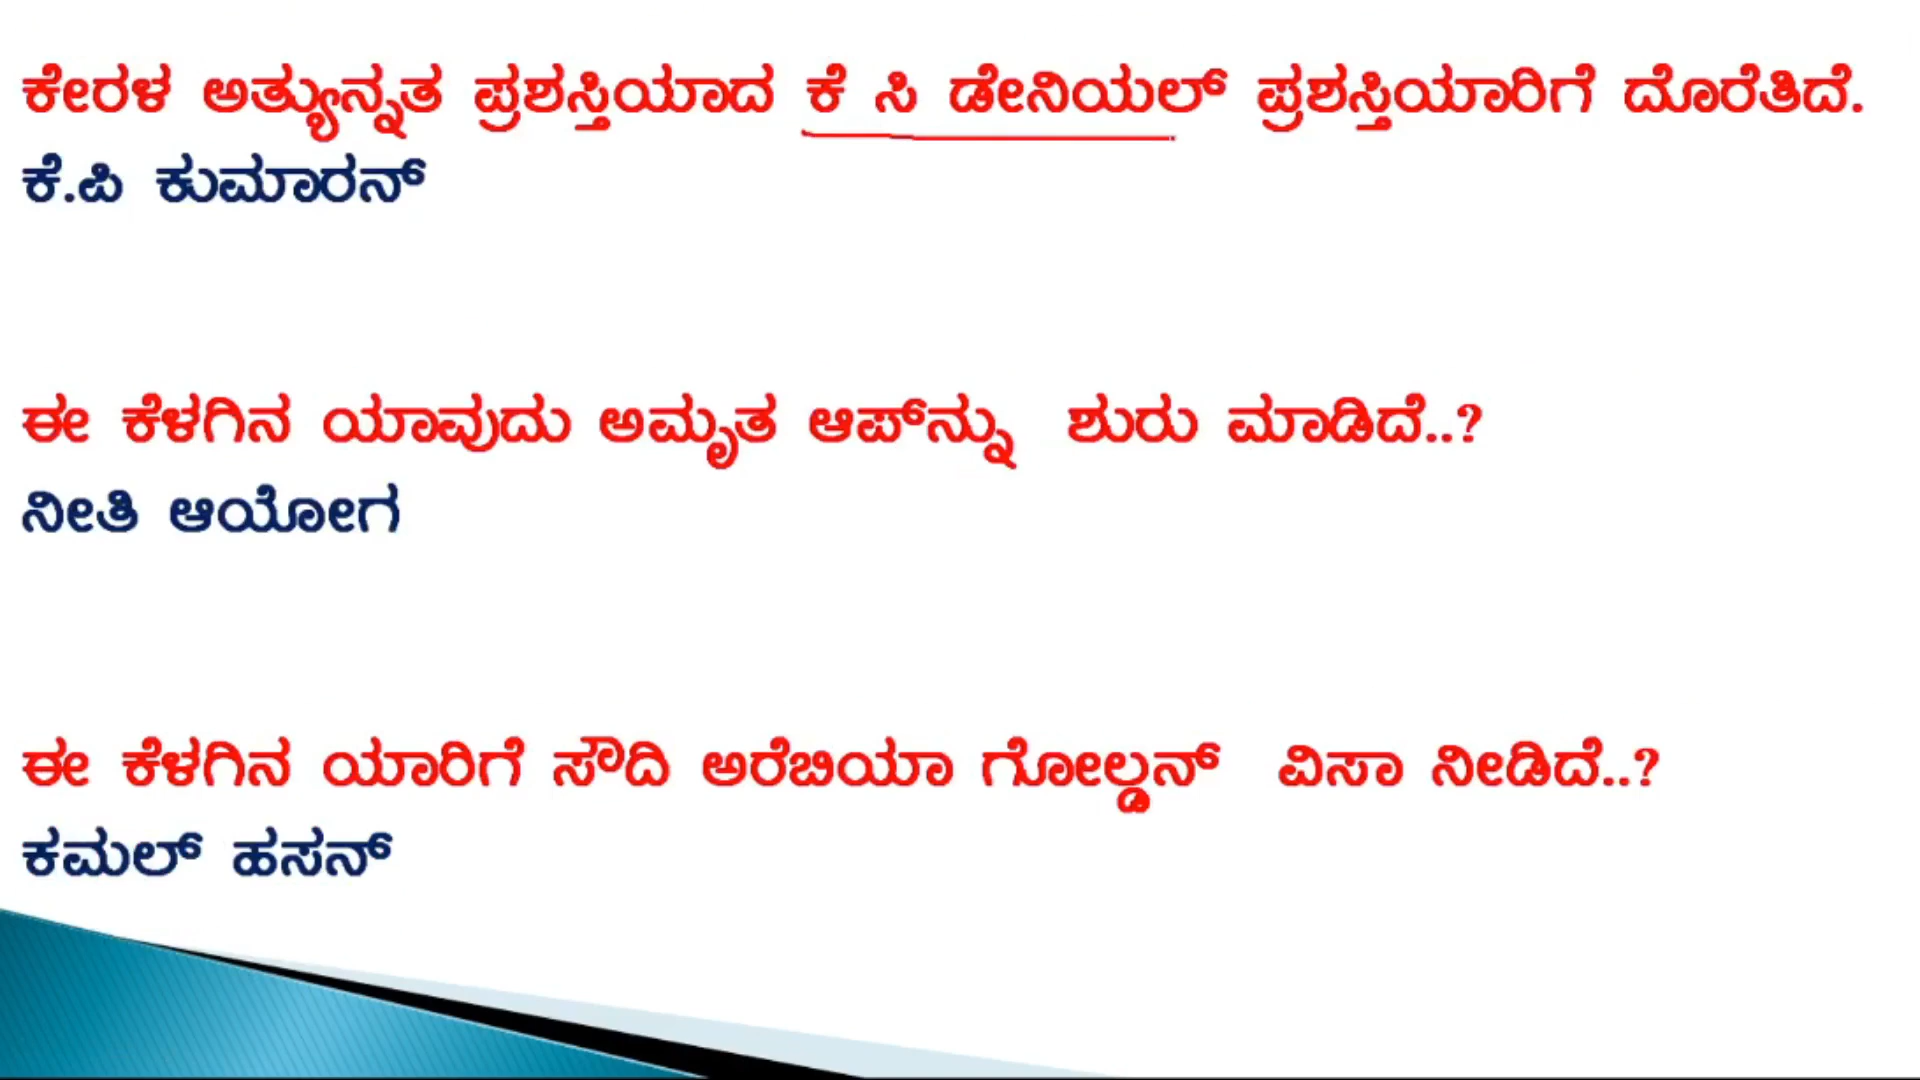 ಕೇರಳ ಅತ್ಯುನ್ನತ ಪ್ರಶಸ್ತಿಯಾದ ಕೆ ಸಿ ಡೇನಿಯಲ್ ಪ್ರಶಸ್ತಿಯಾರಿಗೆ ದೊರೆತಿದೆ.
ಕೆ.ಪಿ ಕುಮಾರನ್
ಈ ಕೆಳಗಿನ ಯಾವುದು ಅಮೃತ ಆಪ್‌ನ್ನು ಶುರು ಮಾಡಿದೆ..?
ನೀತಿ ಆಯೋಗ
ಈ ಕೆಳಗಿನ ಯಾರಿಗೆ ಸೌದಿ ಅರೆಬಿಯಾ ಗೋಲ್ಡನ್ ವಿಸಾ ನೀಡಿದೆ..?
ಕಮಲ್ ಹಸನ್